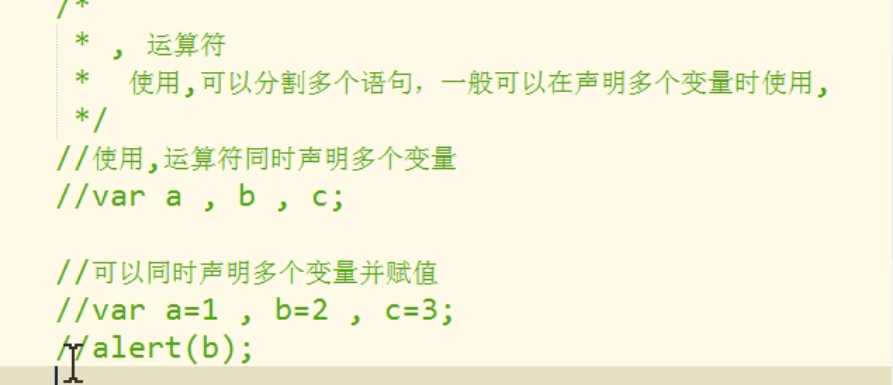 /*
* , 运算符
* 使用,可以分割多个语句，一般可以在声明多个变量时使用,
*/
//使用,运算符同时声明多个变量
//var a , b , c;
//可以同时声明多个变量并赋值
//var a=1 , b=2 , c=3;
//alert(b);